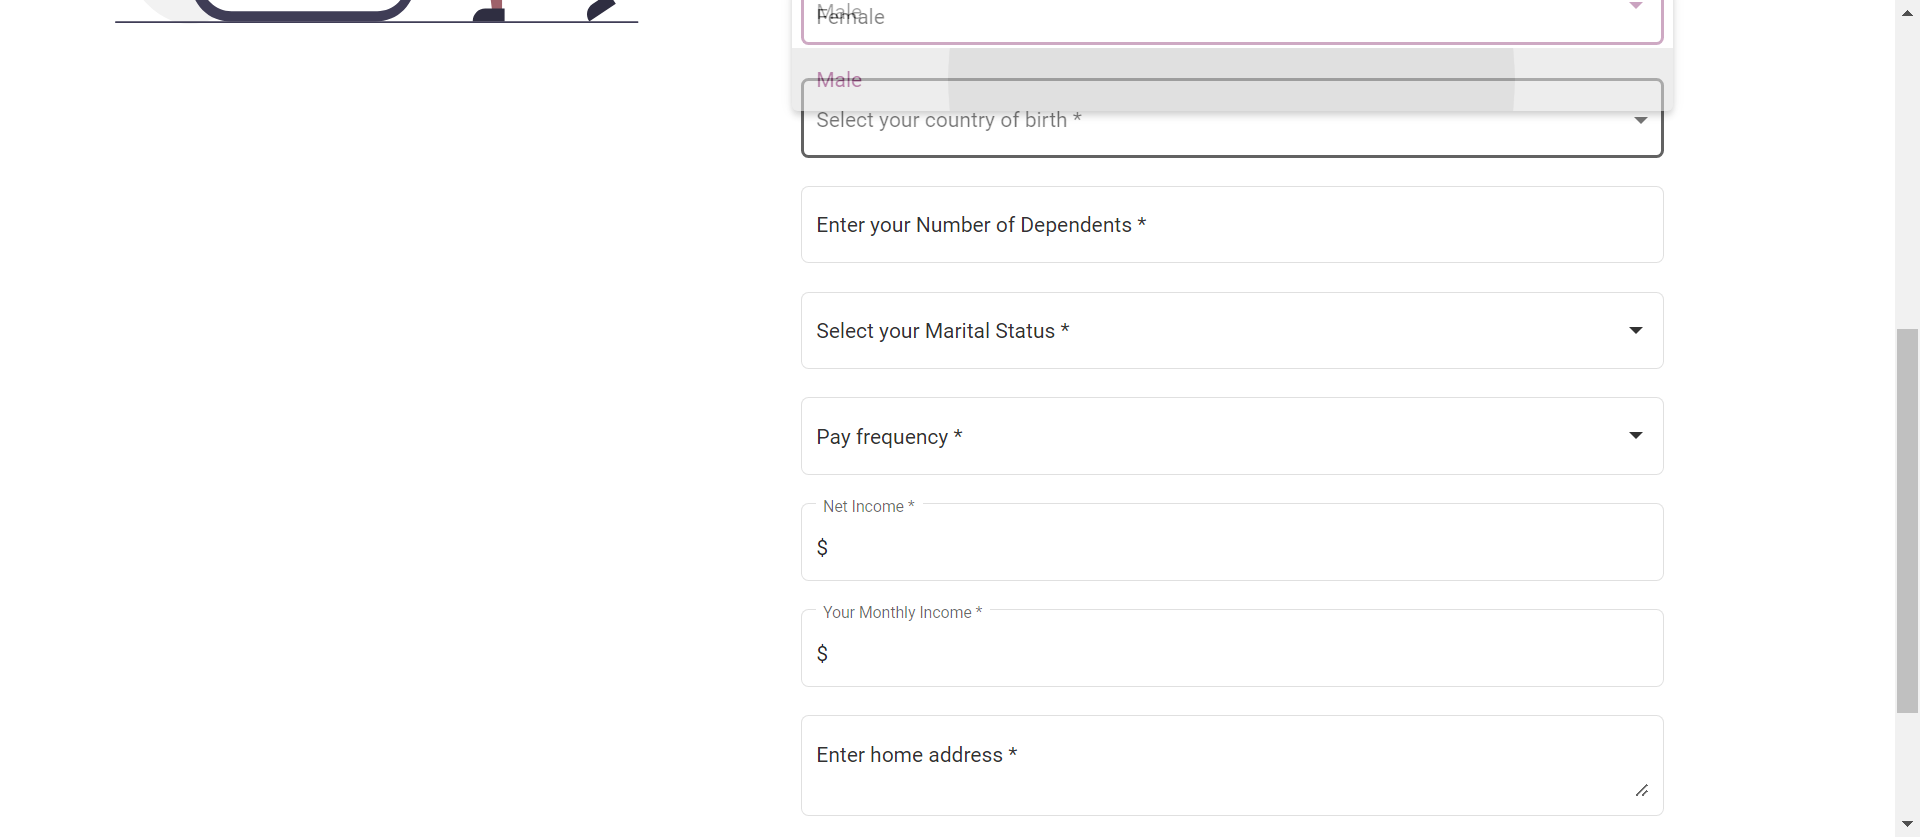 Male
Female
Male
Select your country of birth *
Enter your Number of Dependents *
Select your Marital Status *
Pay frequency *
Net Income *
$
Your Monthly Income *
$
Enter home address *